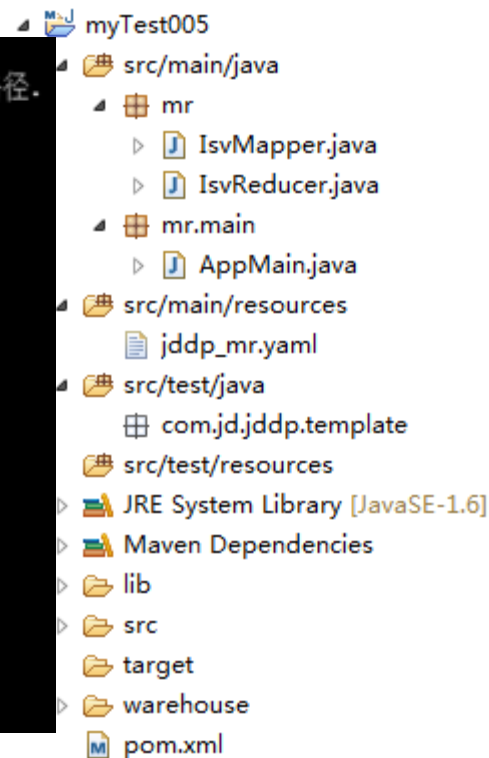 myTest005
src/main/java
径.
mr
IsvMapper.java
IsvReducer.java
mr.main
AppMain.java
src/main/resources
jddp_mr.yaml
src/test/java
com.jd.jddp.template
src/test/resources
JRE System Library [JavaSE-1.6]
Maven Dependencies
lib
src
target
warehouse
pom.xml